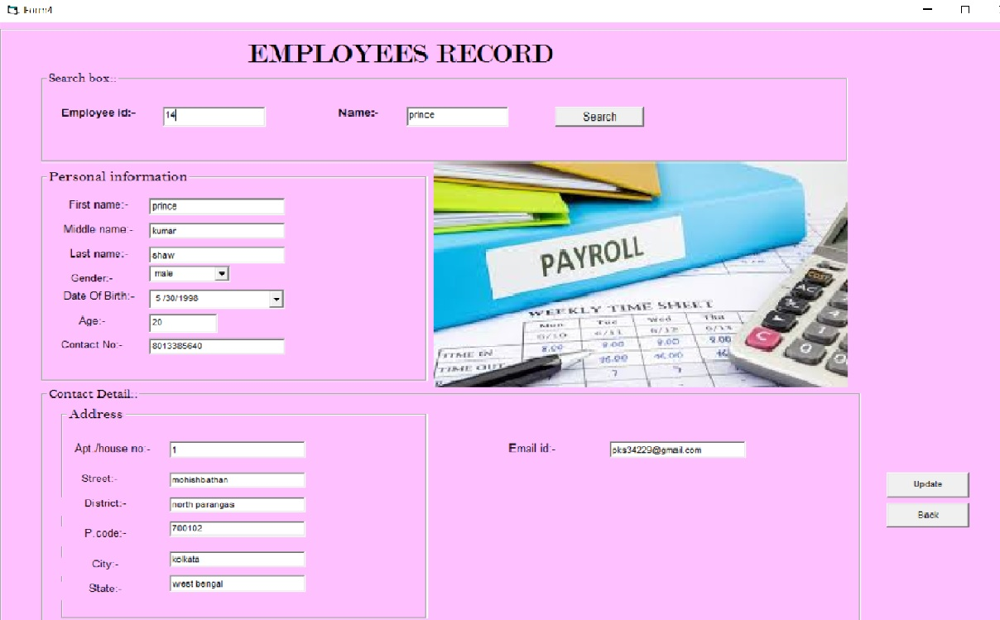 Form4
EMPLOYEES RECORD
Search box::
Employee id:- 14 Name:- prince Search
Personal information
First name:- prince
Middle name:- kumar
Last name:- shaw
Gender:- male
Date Of Birth:- 5/30/1998
Age:- 20
Contact No:- 8013385640
PAYROLL
WEEKLY TIME SHEET
Mon Tue Wed Thu
6/10 6/11 6/12 6/13
TIME IN 8.00 8.00 9.00 9.00
TIME OUT 16.00 16.00 16
7 7
Contact Detail::
Address
Apt./house no:- 1 Email id:- pks34229@gmail.com
Street:- mohishbathan
District:- north parangas
P.code:- 700102
City:- kolkata
State:- west bengal
Update
Back